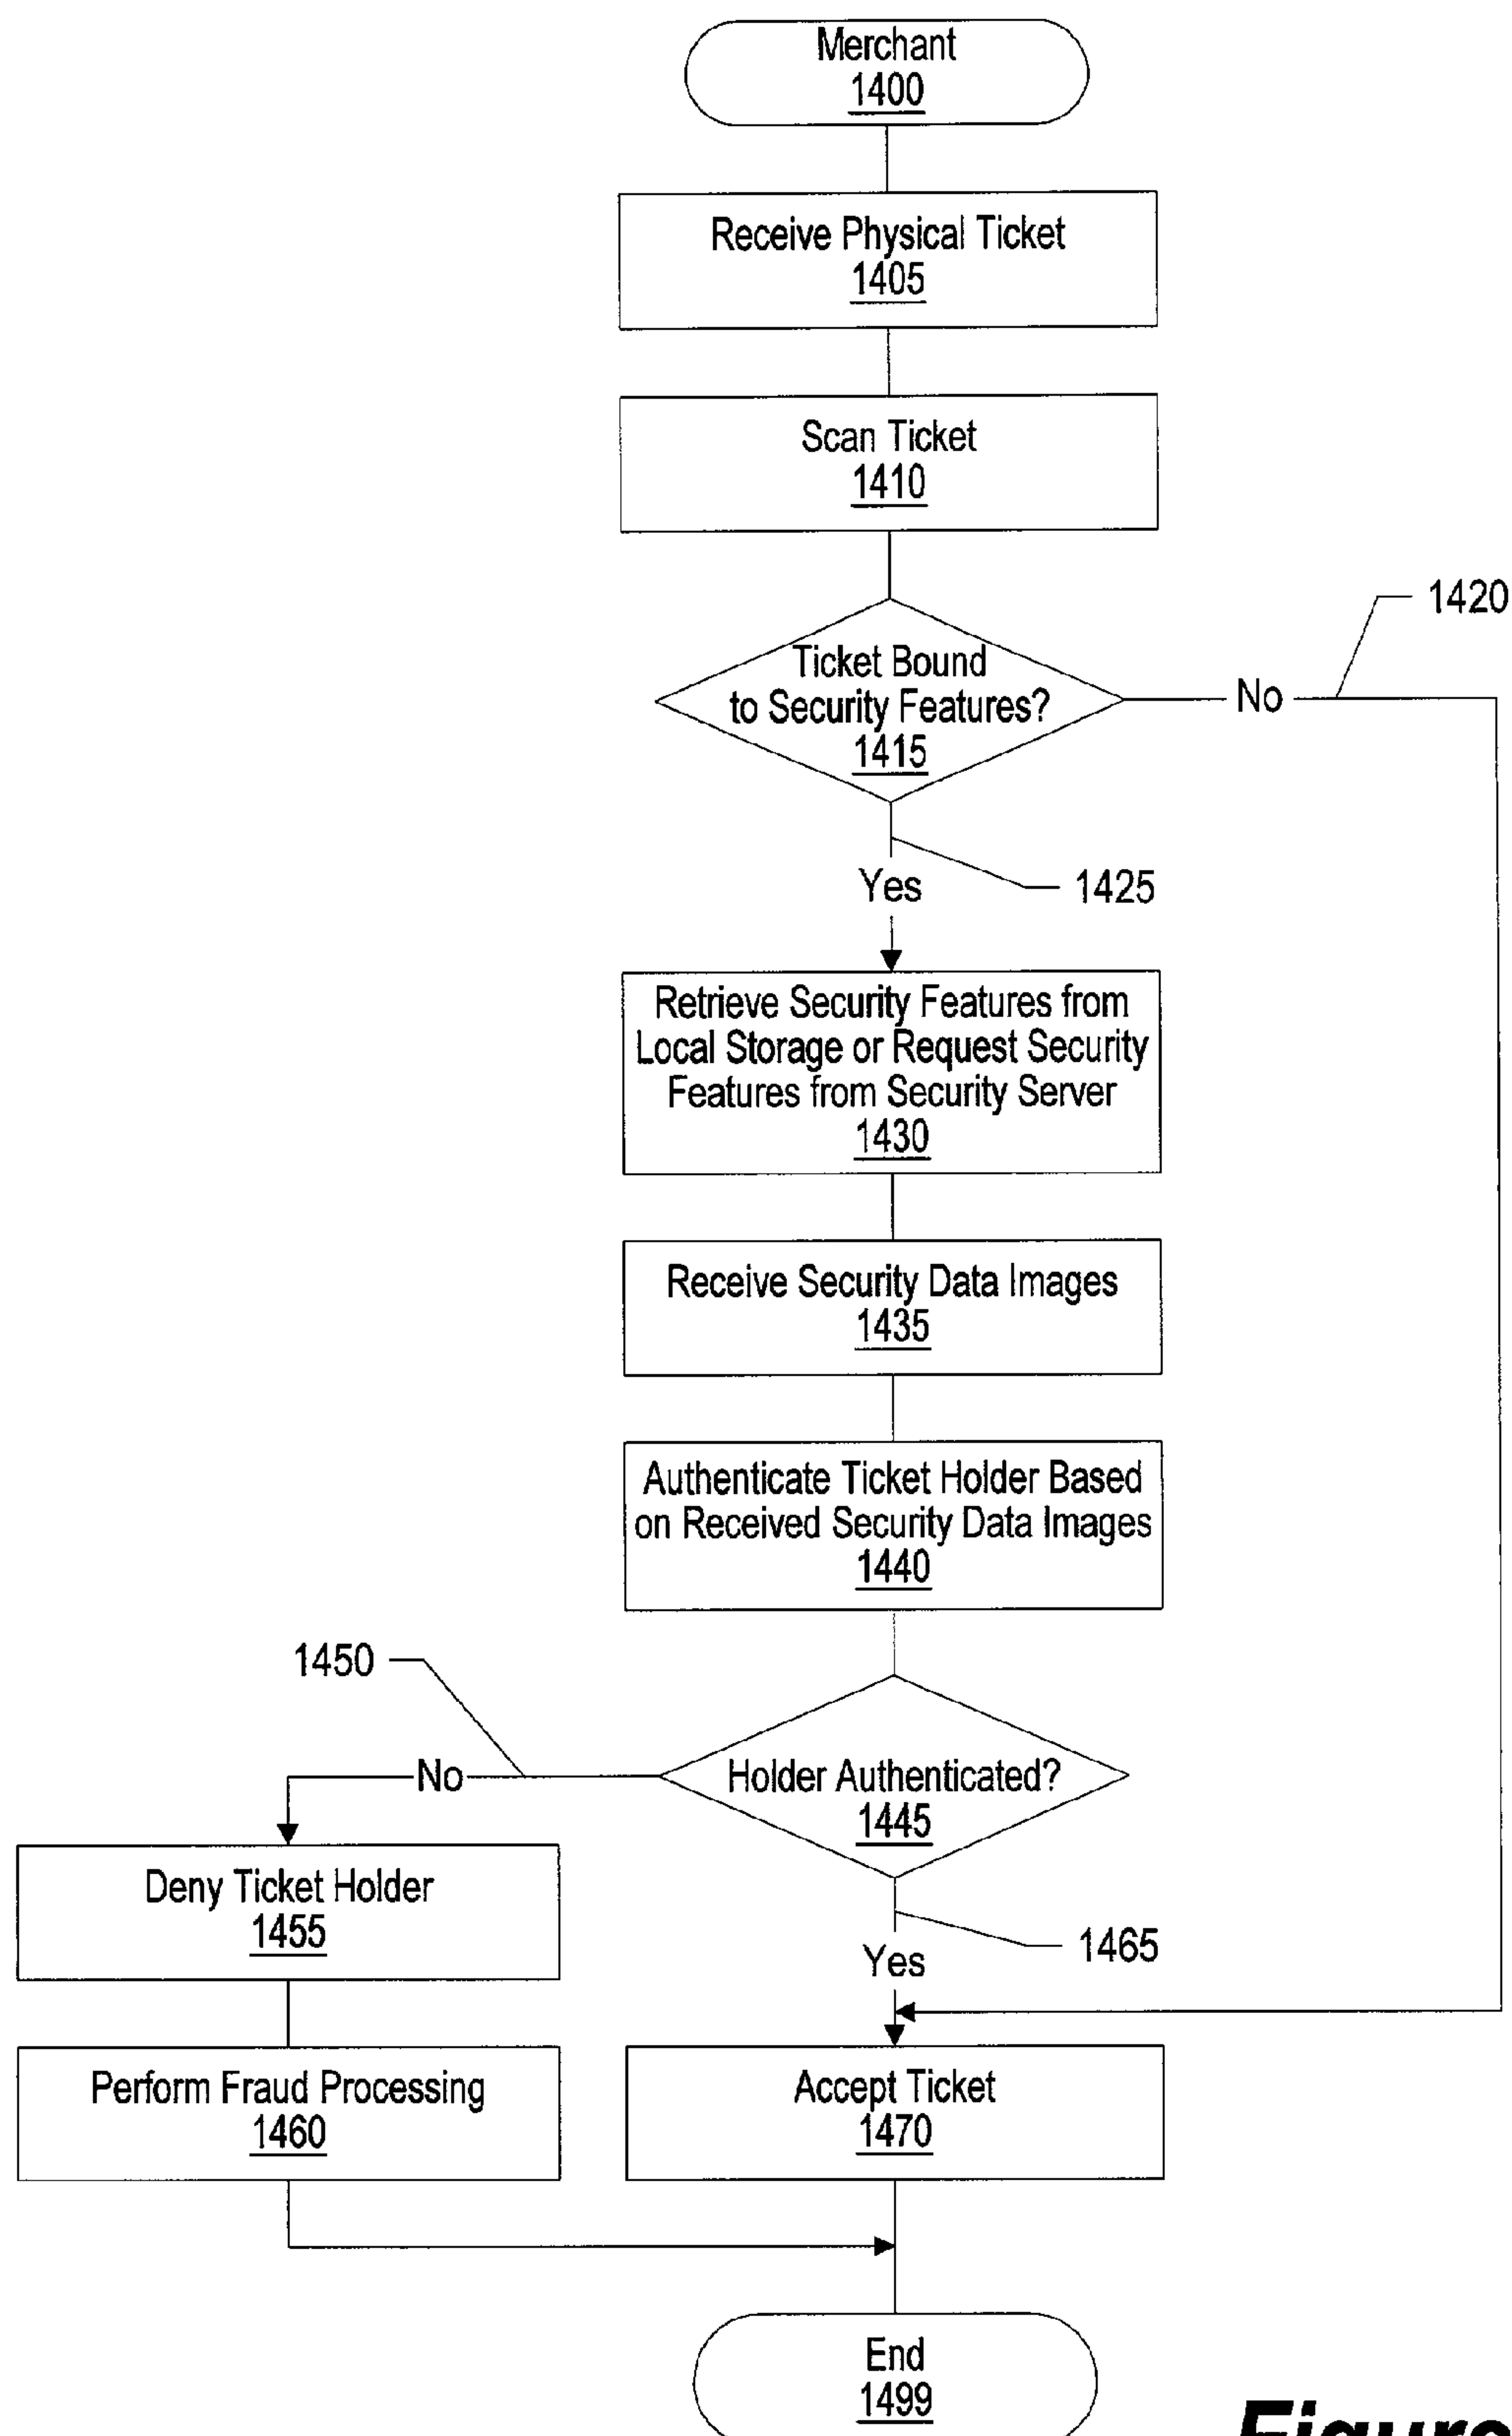 Merchant
1400
Receive Physical Ticket
1405
Scan Ticket
1410
1420
Ticket Bound
to Security Features?
1415
No
1425
Yes
Retrieve Security Features from
Local Storage or Request Security
Features from Security Server
1430
Receive Security Data Images
1435
Authenticate Ticket Holder Based
on Received Security Data Images
1440
1450
No
Holder Authenticated?
1445
Deny Ticket Holder
1455
1465
Yes
Perform Fraud Processing
1460
Accept Ticket
1470
End
1499
Figure